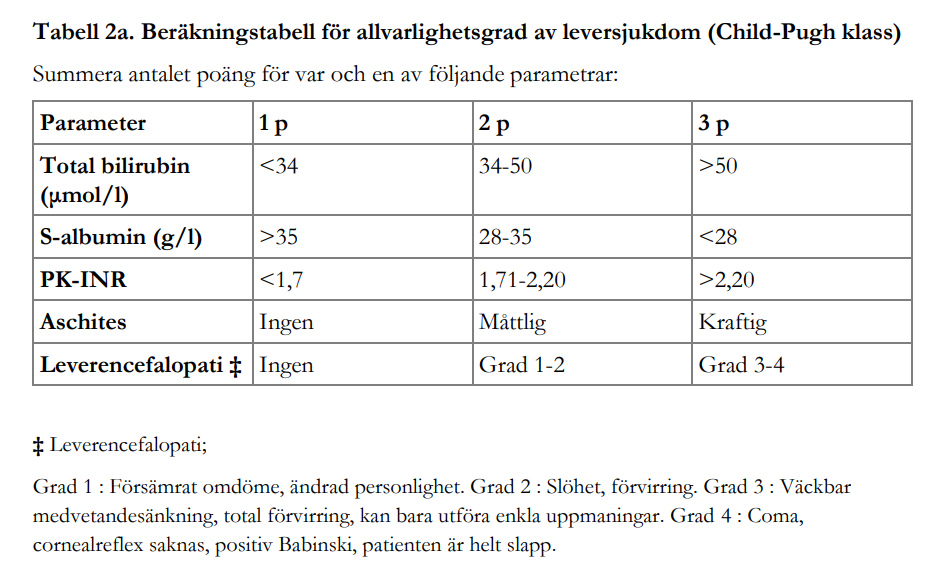 Tabell 2a. Beräkningstabell för allvarlighetsgrad av leversjukdom (Child-Pugh klass)
Summera antalet poäng för var och en av följande parametrar:
Parameter 1 p 2 p 3 p
Total bilirubin (µmol/l) <34 34-50 >50
S-albumin (g/l) >35 28-35 <28
PK-INR <1,7 1,71-2,20 >2,20
Aschites Ingen Måttlig Kraftig
Leverencefalopati ‡ Ingen Grad 1-2 Grad 3-4
‡ Leverencefalopati;
Grad 1 : Försämrat omdöme, ändrad personlighet. Grad 2 : Slöhet, förvirring. Grad 3 : Väckbar
medvetandesänkning, total förvirring, kan bara utföra enkla uppmaningar. Grad 4 : Coma,
cornealreflex saknas, positiv Babinski, patienten är helt slapp.